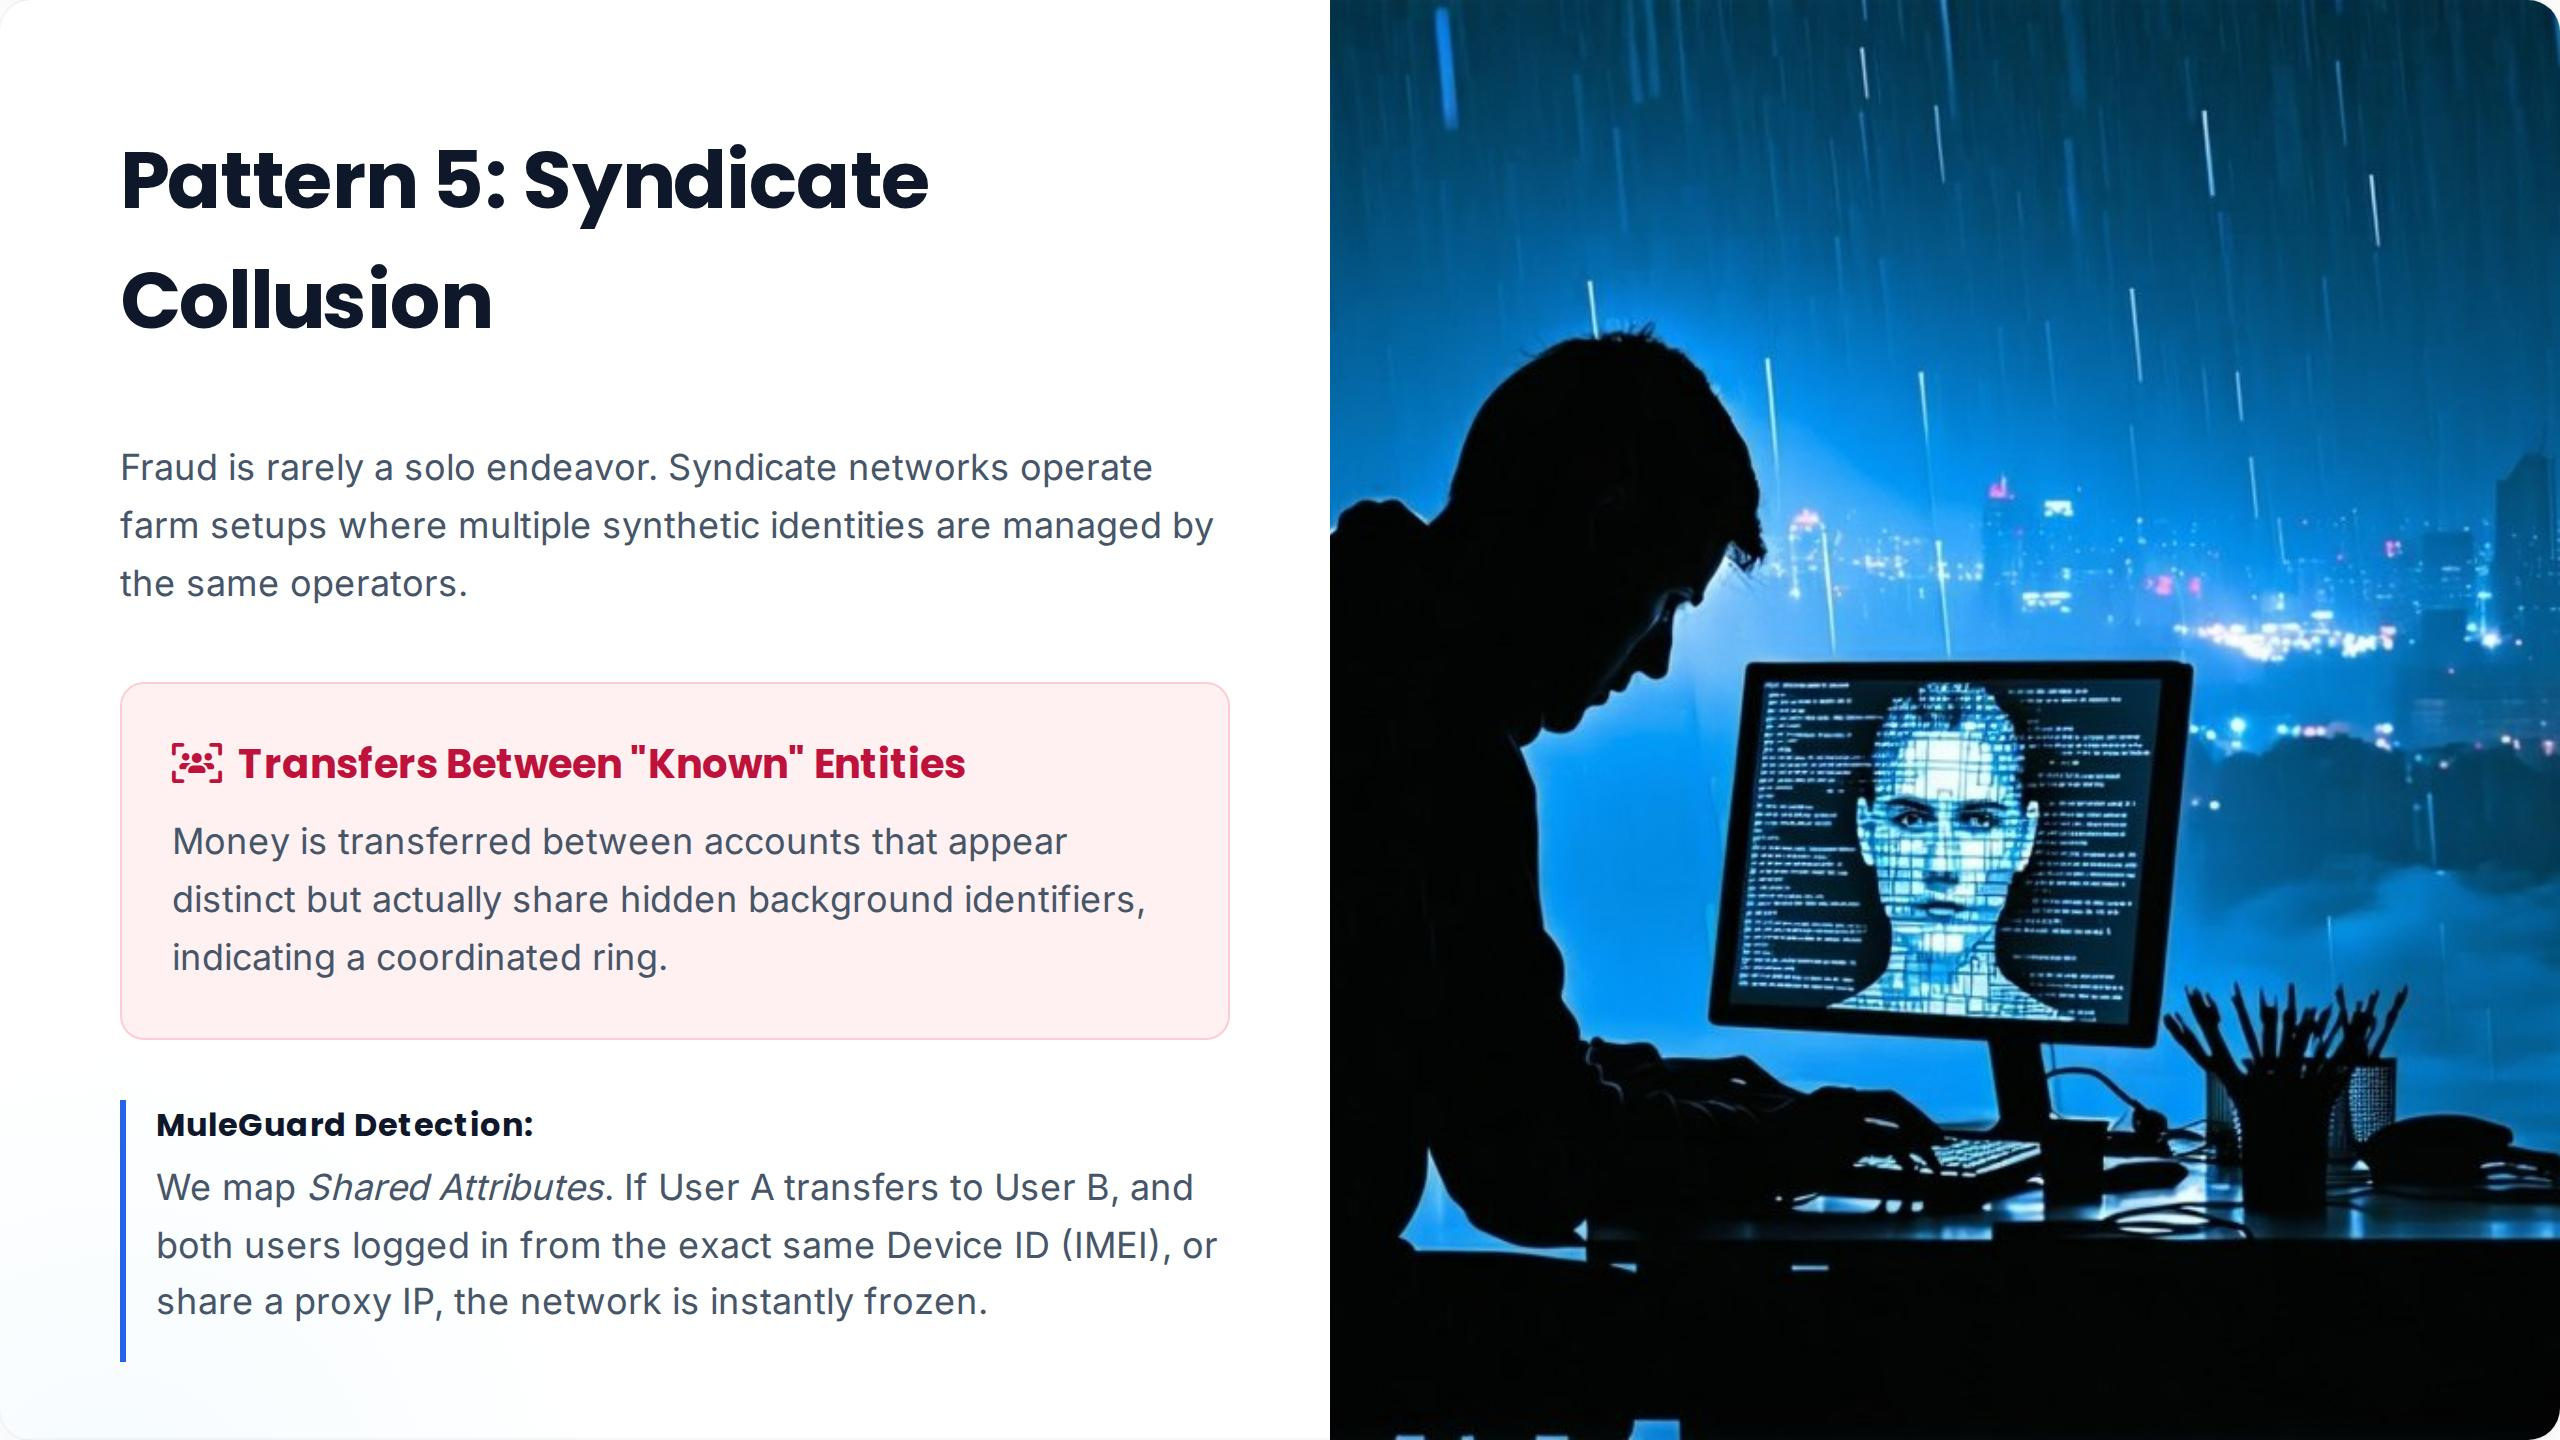 Pattern 5: Syndicate
Collusion
Fraud is rarely a solo endeavor. Syndicate networks operate
farm setups where multiple synthetic identities are managed by
the same operators.
Transfers Between "Known" Entities
Money is transferred between accounts that appear
distinct but actually share hidden background identifiers,
indicating a coordinated ring.
MuleGuard Detection:
We map Shared Attributes. If User A transfers to User B, and
both users logged in from the exact same Device ID (IMEI), or
share a proxy IP, the network is instantly frozen.